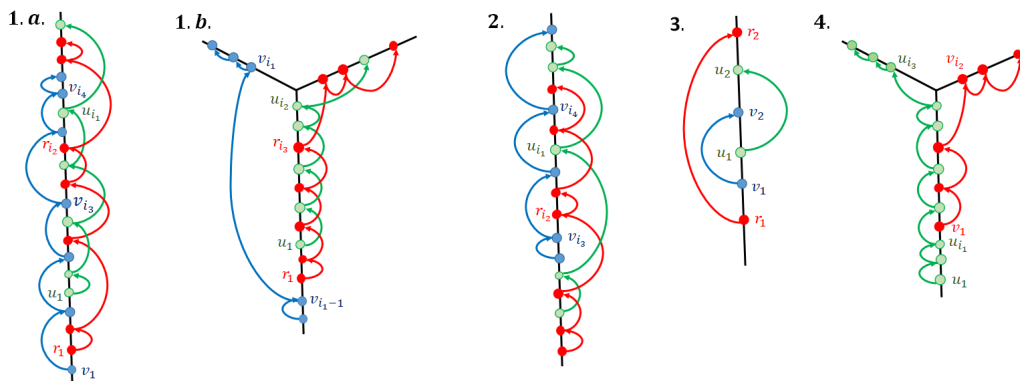 1. a.
1. b.
2.
3.
4.
v_{i_4}
u_{i_1}
r_{i_2}
v_{i_3}
u_1
r_1
v_1
v_{i_1}
u_{i_2}
r_{i_3}
u_1
r_1
v_{i_1-1}
v_{i_4}
u_{i_1}
r_{i_2}
v_{i_3}
r_2
u_2
v_2
u_1
v_1
r_1
u_{i_3}
v_{i_2}
v_1
u_{i_1}
u_1